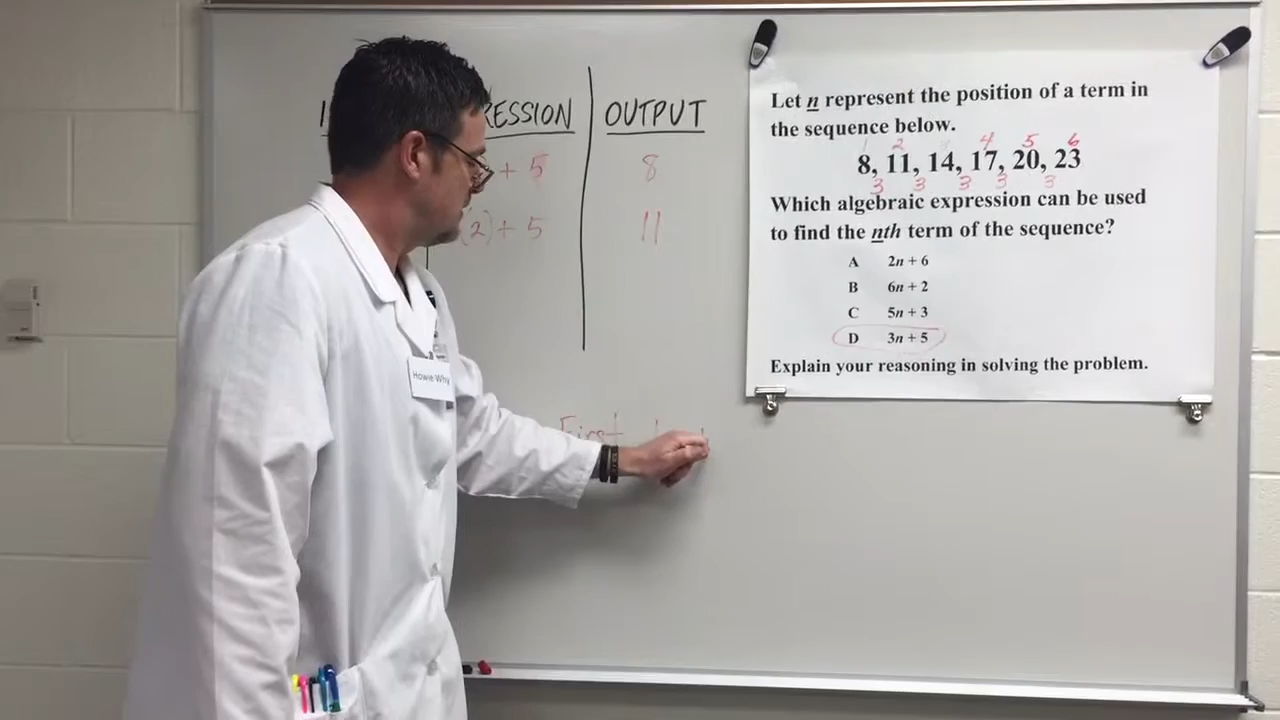 RESSION OUTPUT
+ 5 8
(2) + 5 11
First
Let n represent the position of a term in
the sequence below.
1 2 4 5 6
8, 11, 14, 17, 20, 23
3 3 3 3 3
Which algebraic expression can be used
to find the nth term of the sequence?
A 2n + 6
B 6n + 2
C 5n + 3
D 3n + 5
Explain your reasoning in solving the problem.
Howie Why